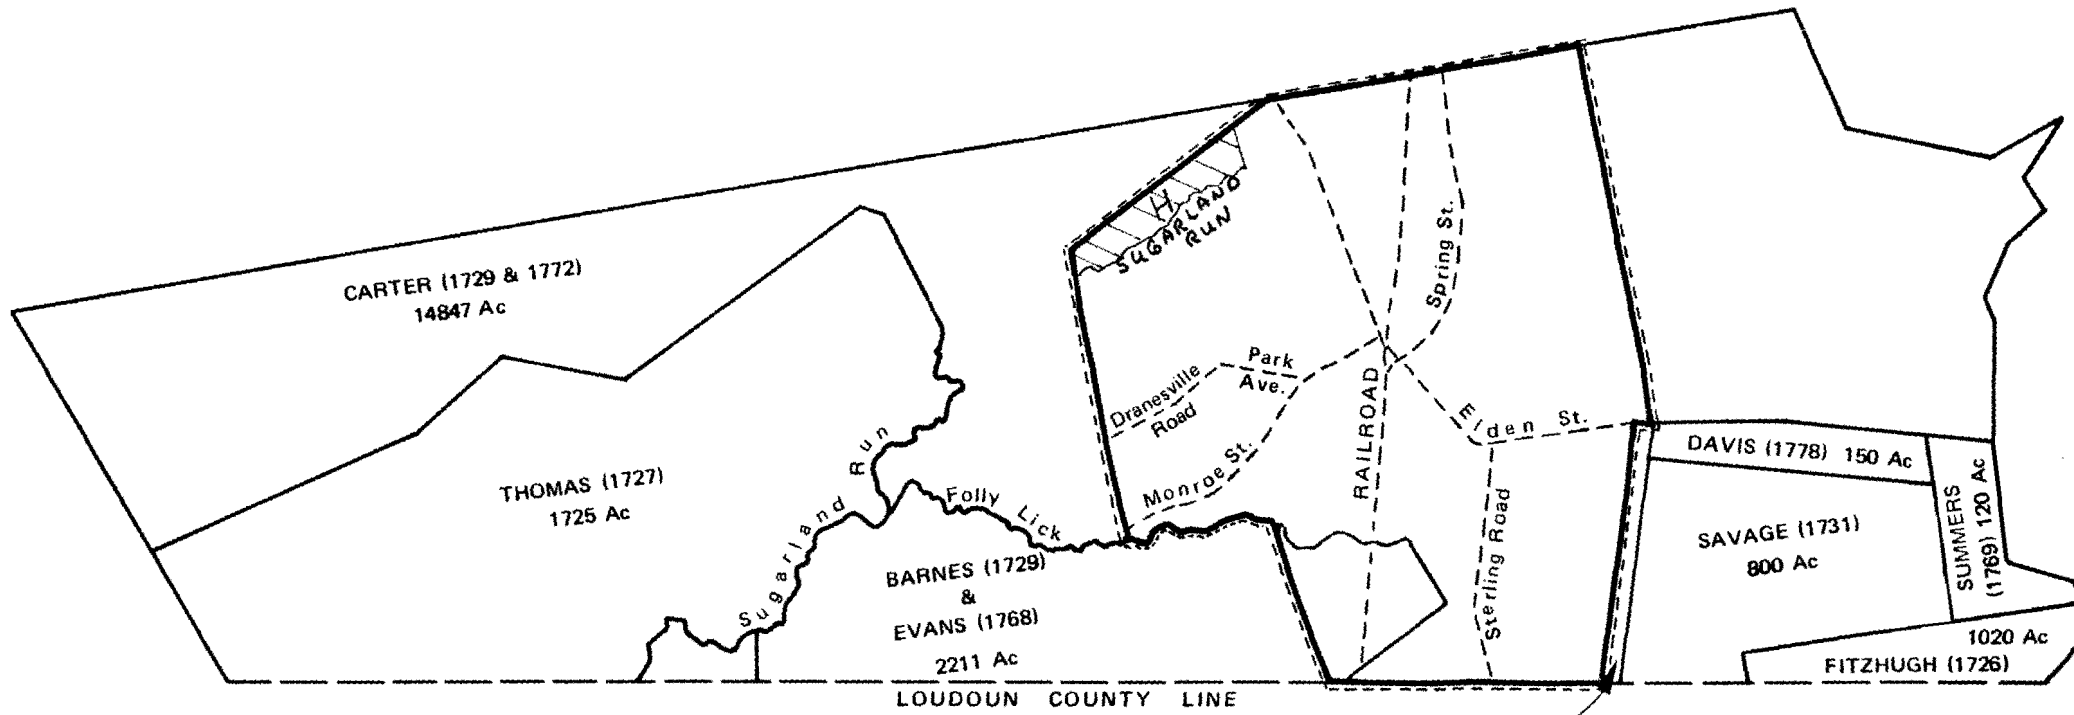 CARTER (1729 & 1772)
14847 Ac
THOMAS (1727)
1725 Ac
Sugarland Run
Folly Lick
BARNES (1729)
&
EVANS (1768)
2211 Ac
H
SUGARLAND
RUN
Dranesville
Road
Park
Ave.
Monroe St.
RAILROAD
Spring St.
Elden St.
Sterling Road
DAVIS (1778) 150 Ac
SAVAGE (1731)
800 Ac
SUMMERS
(1769) 120 Ac
1020 Ac
FITZHUGH (1726)
LOUDOUN COUNTY LINE